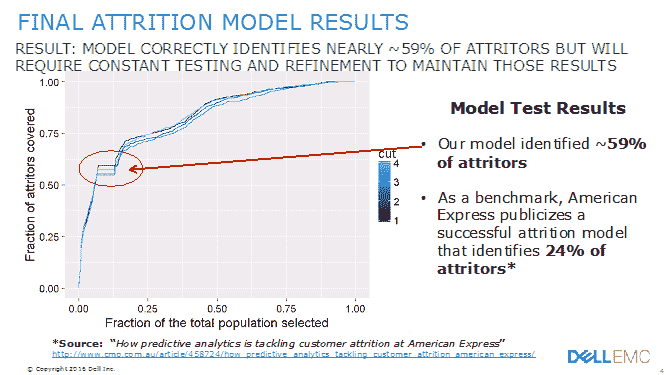 FINAL ATTRITION MODEL RESULTS
RESULT: MODEL CORRECTLY IDENTIFIES NEARLY ~59% OF ATTRITORS BUT WILL
REQUIRE CONSTANT TESTING AND REFINEMENT TO MAINTAIN THOSE RESULTS
1.00
0.75
0.50
0.25
0.00
Fraction of attritors covered
0.00 0.25 0.50 0.75 1.00
Fraction of the total population selected
cut
4
3
2
1
Model Test Results
• Our model identified ~59%
of attritors
• As a benchmark, American
Express publicizes a
successful attrition model
that identifies 24% of
attritors*
*Source: "How predictive analytics is tackling customer attrition at American Express"
http://www.cmo.com.au/article/458724/how_predictive_analytics_tackling_customer_attrition_american_express/
DELLEMC
© Copyright 2016 Dell Inc.
4